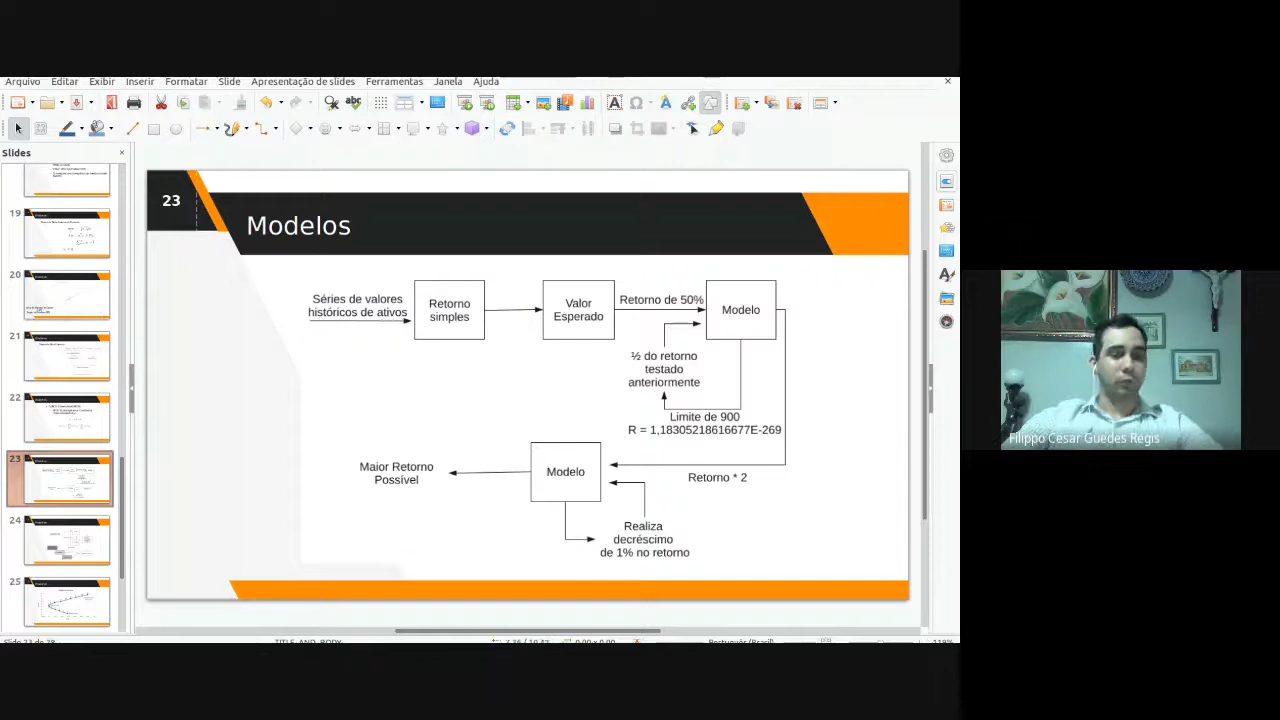 Arquivo Editar Exibir Inserir Formatar Slide Apresentação de slides Ferramentas Janela Ajuda
Slides
19
20
21
22
23
24
25
23
Modelos
Séries de valores
históricos de ativos
Retorno
simples
Valor
Esperado
Retorno de 50%
Modelo
½ do retorno
testado
anteriormente
Limite de 900
R = 1,18305218616677E-269
Retorno * 2
Modelo
Maior Retorno
Possível
Realiza
decréscimo
de 1% no retorno
Filippo Cesar Guedes Regis